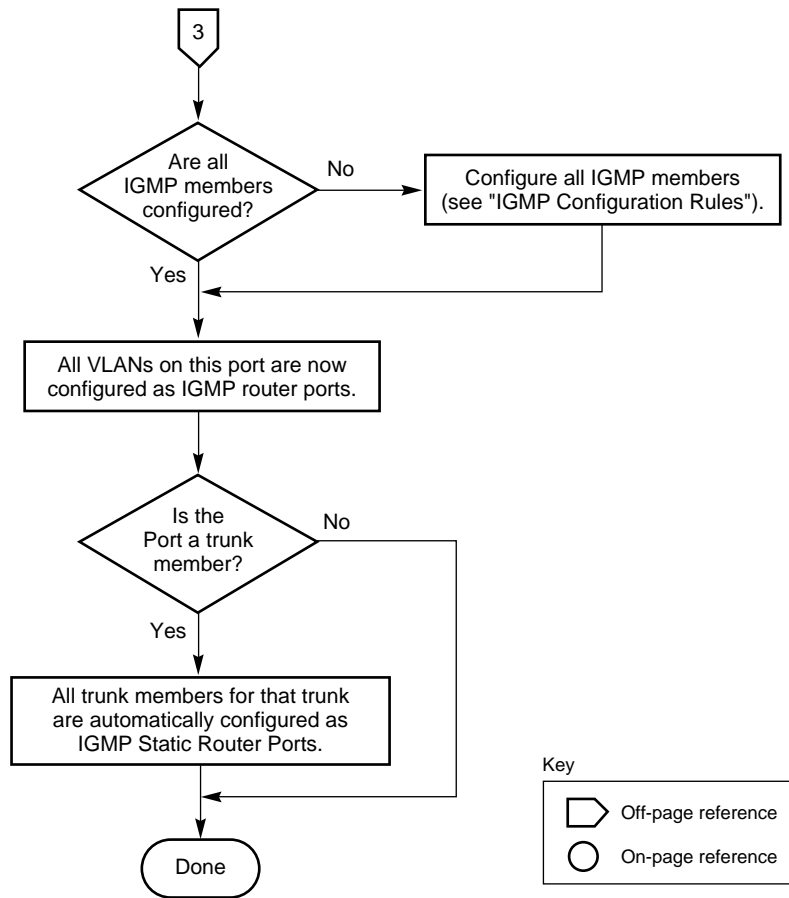 3
Are all
IGMP members
configured?
No
Configure all IGMP members
(see "IGMP Configuration Rules").
Yes
All VLANs on this port are now
configured as IGMP router ports.
Is the
Port a trunk
member?
No
Yes
All trunk members for that trunk
are automatically configured as
IGMP Static Router Ports.
Done
Key
Off-page reference
On-page reference